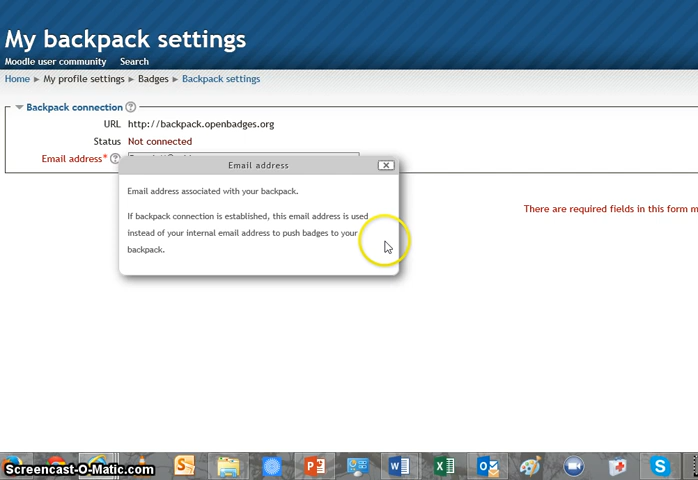 My backpack settings
Moodle user community Search
Home ► My profile settings ► Badges ► Backpack settings
Backpack connection
URL http://backpack.openbadges.org
Status Not connected
Email address*
Email address
Email address associated with your backpack.
If backpack connection is established, this email address is used
instead of your internal email address to push badges to your
backpack.
There are required fields in this form m
Screencast-O-Matic.com